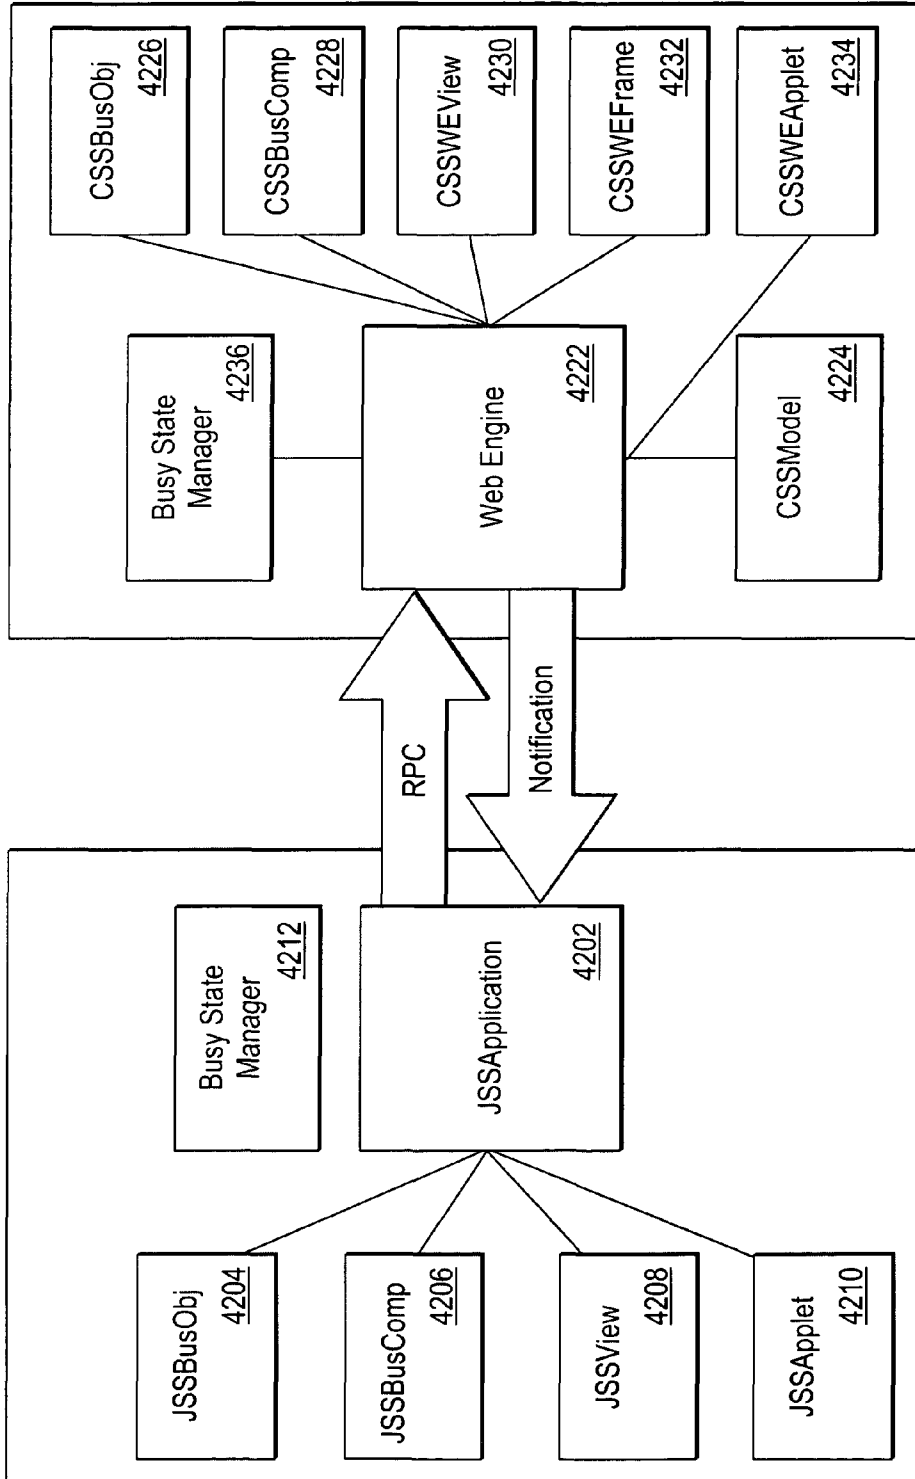 JSSBusObj
4204
JSSBusComp
4206
JSSView
4208
JSSApplet
4210
Busy State
Manager
4212
JSSApplication
4202
RPC
Notification
Busy State
Manager
4236
Web Engine
4222
CSSModel
4224
CSSBusObj
4226
CSSBusComp
4228
CSSWEView
4230
CSSWEFrame
4232
CSSWEApplet
4234